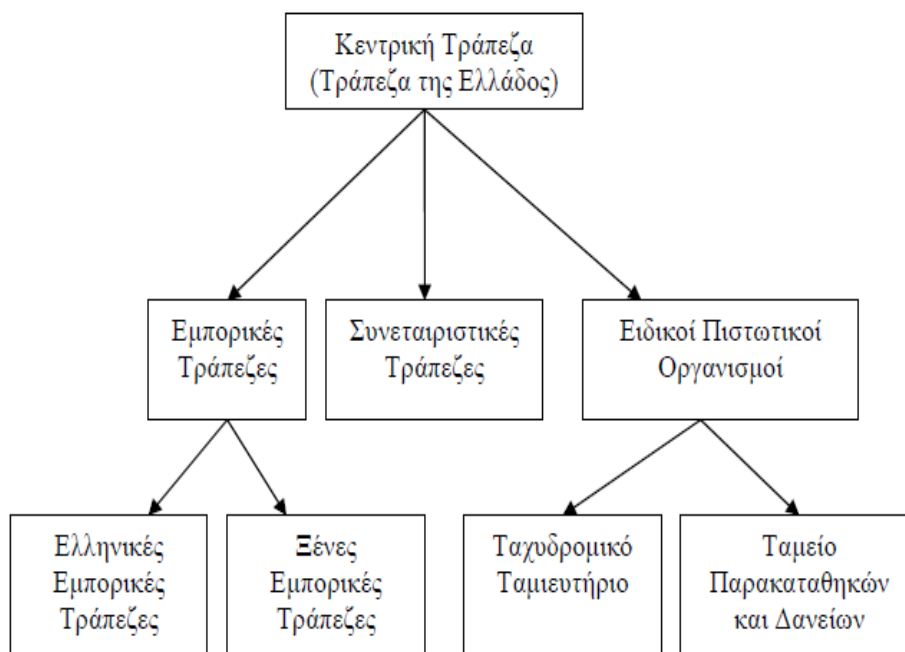 Κεντρική Τράπεζα
(Τράπεζα της Ελλάδος)
Εμπορικές
Τράπεζες
Συνεταιριστικές
Τράπεζες
Ειδικοί Πιστωτικοί
Οργανισμοί
Ελληνικές
Εμπορικές
Τράπεζες
Ξένες
Εμπορικές
Τράπεζες
Ταχυδρομικό
Ταμιευτήριο
Ταμείο
Παρακαταθηκών
και Δανείων